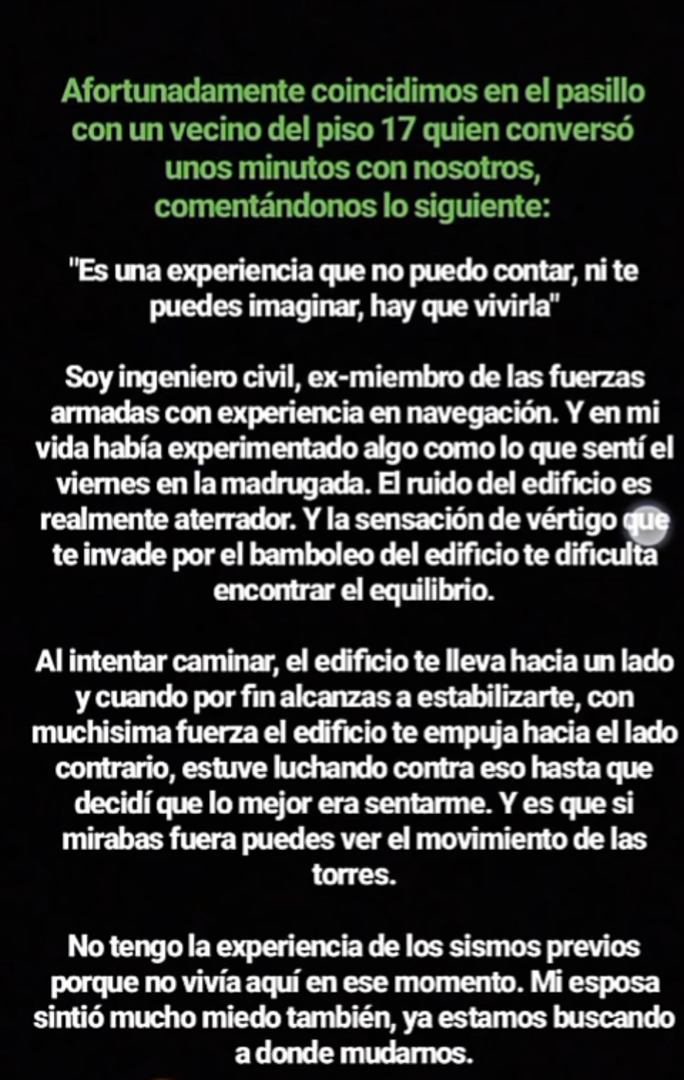 Afortunadamente coincidimos en el pasillo
con un vecino del piso 17 quien conversó
unos minutos con nosotros,
comentándonos lo siguiente:
"Es una experiencia que no puedo contar, ni te
puedes imaginar, hay que vivirla"
Soy ingeniero civil, ex-miembro de las fuerzas
armadas con experiencia en navegación. Y en mi
vida había experimentado algo como lo que sentí el
viernes en la madrugada. El ruido del edificio es
realmente aterrador. Y la sensación de vértigo que
te invade por el bamboleo del edificio te dificulta
encontrar el equilibrio.
Al intentar caminar, el edificio te lleva hacia un lado
y cuando por fin alcanzas a estabilizarte, con
muchisima fuerza el edificio te empuja hacia el lado
contrario, estuve luchando contra eso hasta que
decidí que lo mejor era sentarme. Y es que si
mirabas fuera puedes ver el movimiento de las
torres.
No tengo la experiencia de los sismos previos
porque no vivía aquí en ese momento. Mi esposa
sintió mucho miedo también, ya estamos buscando
a donde mudarnos.